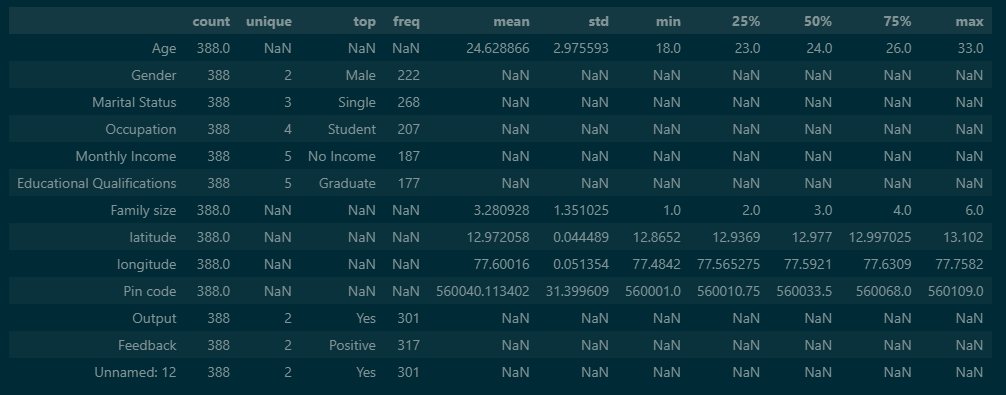 count unique top freq mean std min 25% 50% 75% max
Age 388.0 NaN NaN NaN 24.628866 2.975593 18.0 23.0 24.0 26.0 33.0
Gender 388 2 Male 222 NaN NaN NaN NaN NaN NaN NaN
Marital Status 388 3 Single 268 NaN NaN NaN NaN NaN NaN NaN
Occupation 388 4 Student 207 NaN NaN NaN NaN NaN NaN NaN
Monthly Income 388 5 No Income 187 NaN NaN NaN NaN NaN NaN NaN
Educational Qualifications 388 5 Graduate 177 NaN NaN NaN NaN NaN NaN NaN
Family size 388.0 NaN NaN NaN 3.280928 1.351025 1.0 2.0 3.0 4.0 6.0
latitude 388.0 NaN NaN NaN 12.972058 0.044489 12.8652 12.9369 12.977 12.997025 13.102
longitude 388.0 NaN NaN NaN 77.60016 0.051354 77.4842 77.565275 77.5921 77.6309 77.7582
Pin code 388.0 NaN NaN NaN 560040.113402 31.399609 560001.0 560010.75 560033.5 560068.0 560109.0
Output 388 2 Yes 301 NaN NaN NaN NaN NaN NaN NaN
Feedback 388 2 Positive 317 NaN NaN NaN NaN NaN NaN NaN
Unnamed: 12 388 2 Yes 301 NaN NaN NaN NaN NaN NaN NaN